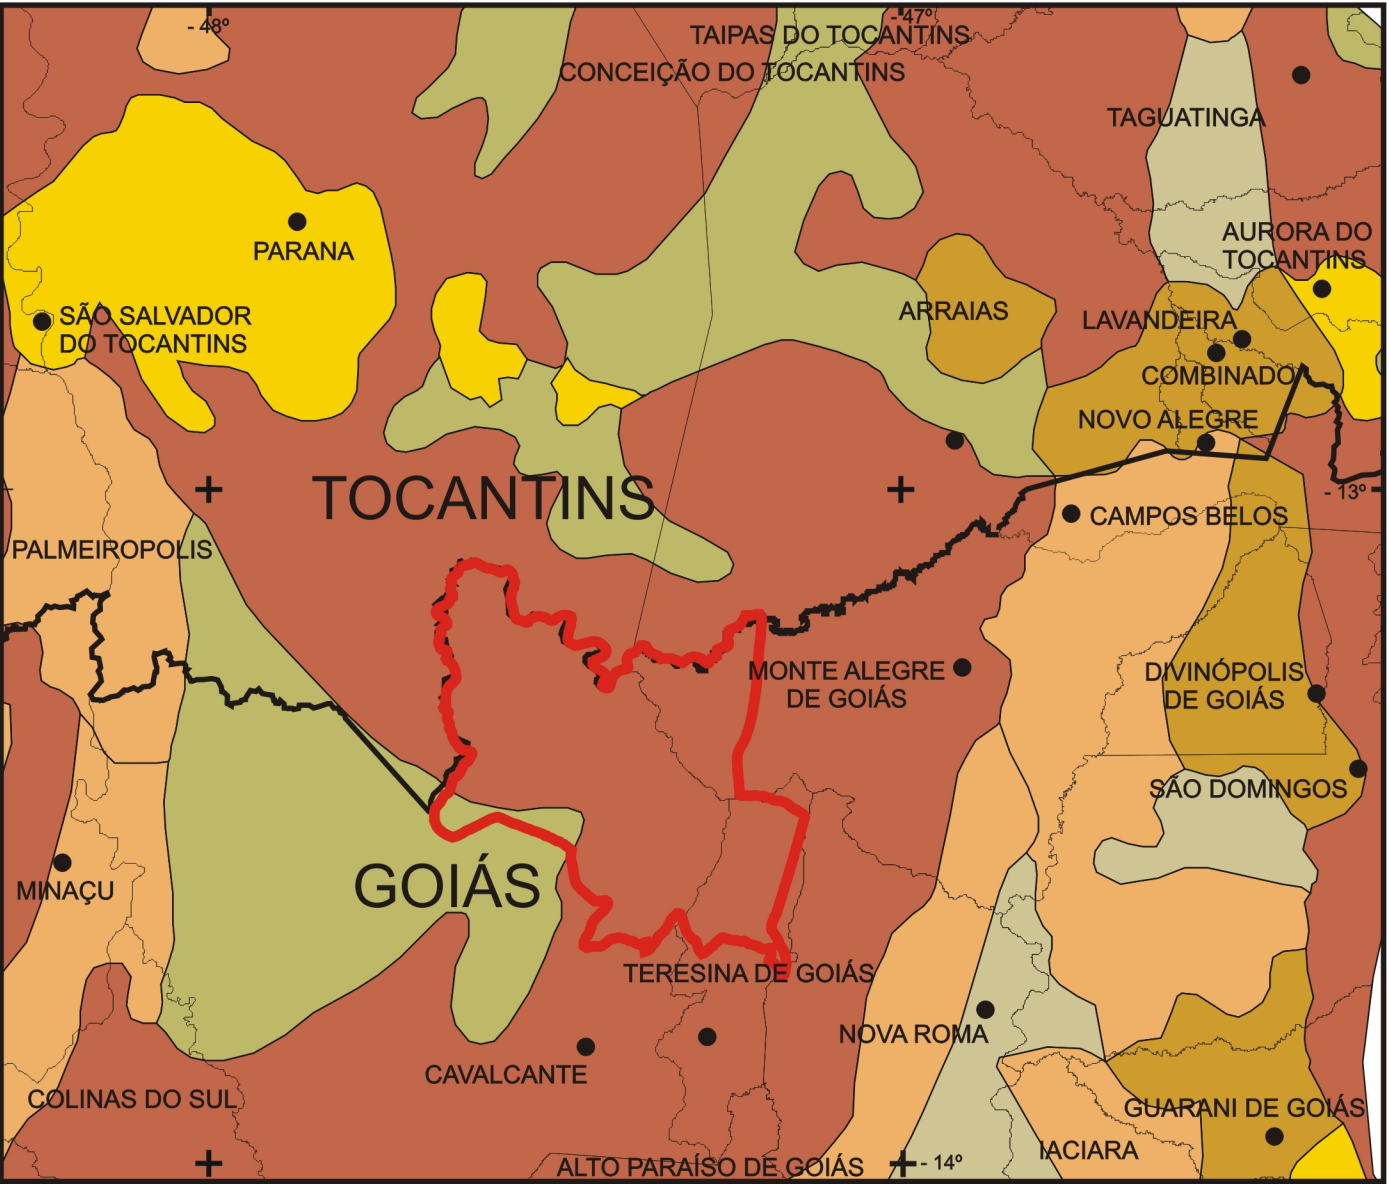 - 48º
- 47º
TAIPAS DO TOCANTINS
CONCEIÇÃO DO TOCANTINS
TAGUATINGA
PARANA
AURORA DO
TOCANTINS
SÃO SALVADOR
DO TOCANTINS
ARRAIAS
LAVANDEIRA
COMBINADO
NOVO ALEGRE
TOCANTINS
- 13º
CAMPOS BELOS
PALMEIROPOLIS
MONTE ALEGRE
DE GOIÁS
DIVINÓPOLIS
DE GOIÁS
SÃO DOMINGOS
MINAÇU
GOIÁS
TERESINA DE GOIÁS
NOVA ROMA
CAVALCANTE
COLINAS DO SUL
GUARANI DE GOIÁS
IACIARA
ALTO PARAÍSO DE GOIÁS
- 14º